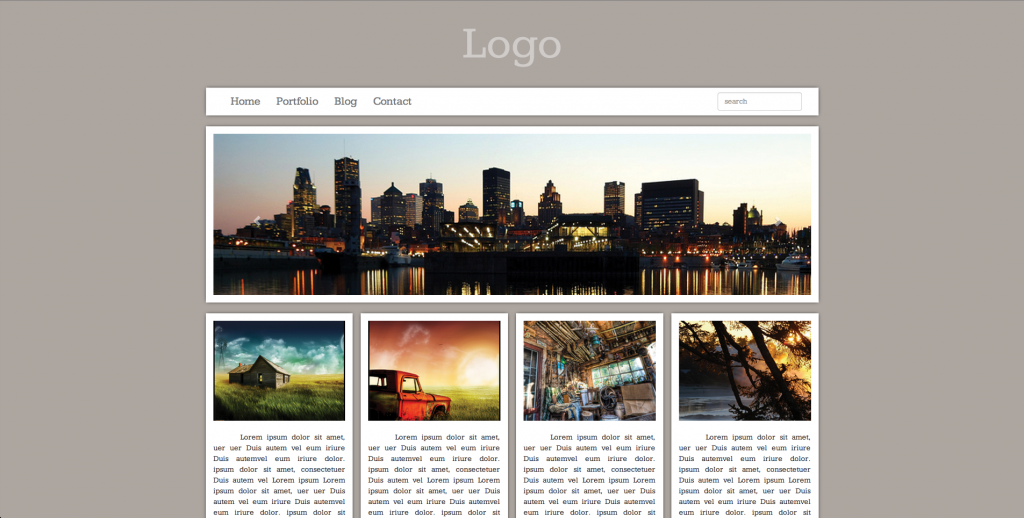 Logo
Home Portfolio Blog Contact search
Lorem ipsum dolor sit amet,
uer uer Duis autem vel eum iriure
Duis autemvel eum iriure dolor.
ipsum dolor sit amet, consectetuer
Duis autem vel Lorem ipsum Lorem
ipsum dolor sit amet, uer uer Duis
autem vel eum iriure Duis autemvel
eum iriure dolor. ipsum dolor sit
Lorem ipsum dolor sit amet,
uer uer Duis autem vel eum iriure
Duis autemvel eum iriure dolor.
ipsum dolor sit amet, consectetuer
Duis autem vel Lorem ipsum Lorem
ipsum dolor sit amet, uer uer Duis
autem vel eum iriure Duis autemvel
eum iriure dolor. ipsum dolor sit
Lorem ipsum dolor sit amet,
uer uer Duis autem vel eum iriure
Duis autemvel eum iriure dolor.
ipsum dolor sit amet, consectetuer
Duis autem vel Lorem ipsum Lorem
ipsum dolor sit amet, uer uer Duis
autem vel eum iriure Duis autemvel
eum iriure dolor. ipsum dolor sit
Lorem ipsum dolor sit amet,
uer uer Duis autem vel eum iriure
Duis autemvel eum iriure dolor.
ipsum dolor sit amet, consectetuer
Duis autem vel Lorem ipsum Lorem
ipsum dolor sit amet, uer uer Duis
autem vel eum iriure Duis autemvel
eum iriure dolor. ipsum dolor sit